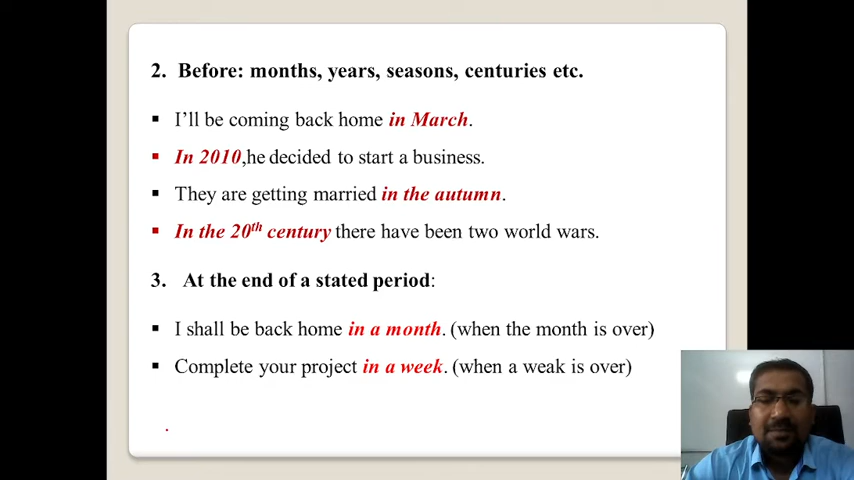 2. Before: months, years, seasons, centuries etc.
▪ I’ll be coming back home in March.
▪ In 2010,he decided to start a business.
▪ They are getting married in the autumn.
▪ In the 20th century there have been two world wars.
3. At the end of a stated period:
▪ I shall be back home in a month. (when the month is over)
▪ Complete your project in a week. (when a weak is over)
.